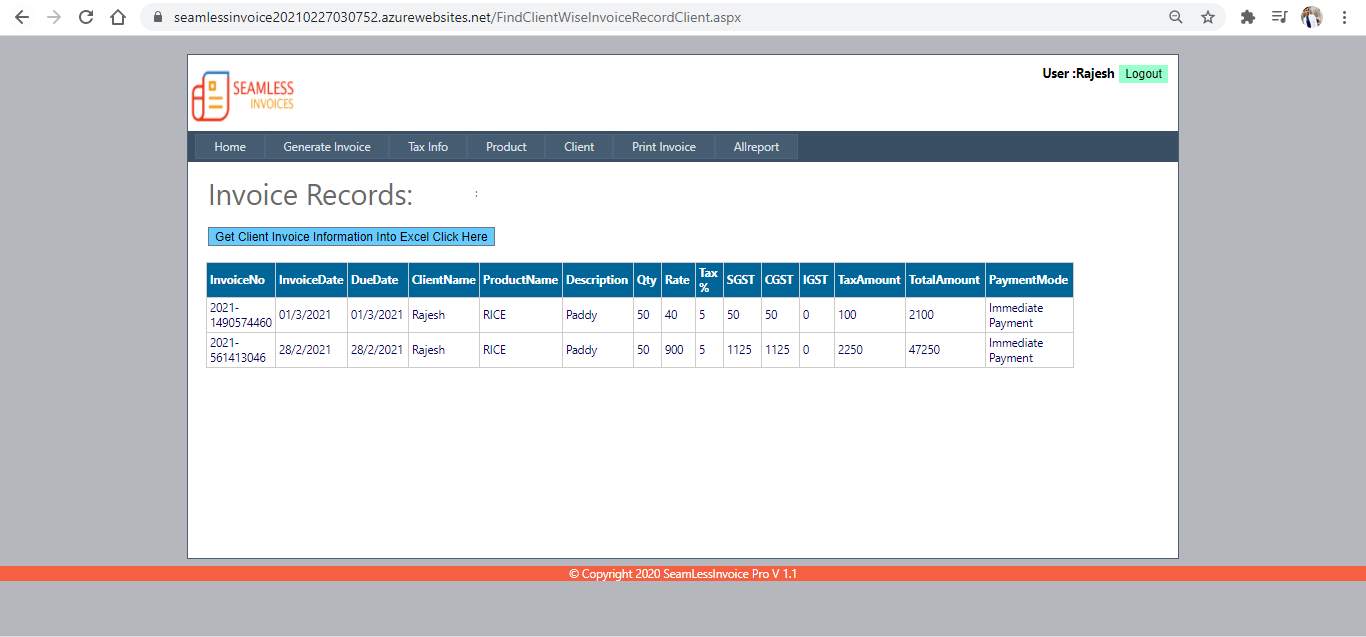 seamlessinvoice20210227030752.azurewebsites.net/FindClientWiseInvoiceRecordClient.aspx
SEAMLESS
INVOICES
User :Rajesh Logout
Home Generate Invoice Tax Info Product Client Print Invoice Allreport
Invoice Records: :
Get Client Invoice Information Into Excel Click Here
InvoiceNo InvoiceDate DueDate ClientName ProductName Description Qty Rate Tax % SGST CGST IGST TaxAmount TotalAmount PaymentMode
2021-1490574460 01/3/2021 01/3/2021 Rajesh RICE Paddy 50 40 5 50 50 0 100 2100 Immediate Payment
2021-561413046 28/2/2021 28/2/2021 Rajesh RICE Paddy 50 900 5 1125 1125 0 2250 47250 Immediate Payment
© Copyright 2020 SeamLessInvoice Pro V 1.1